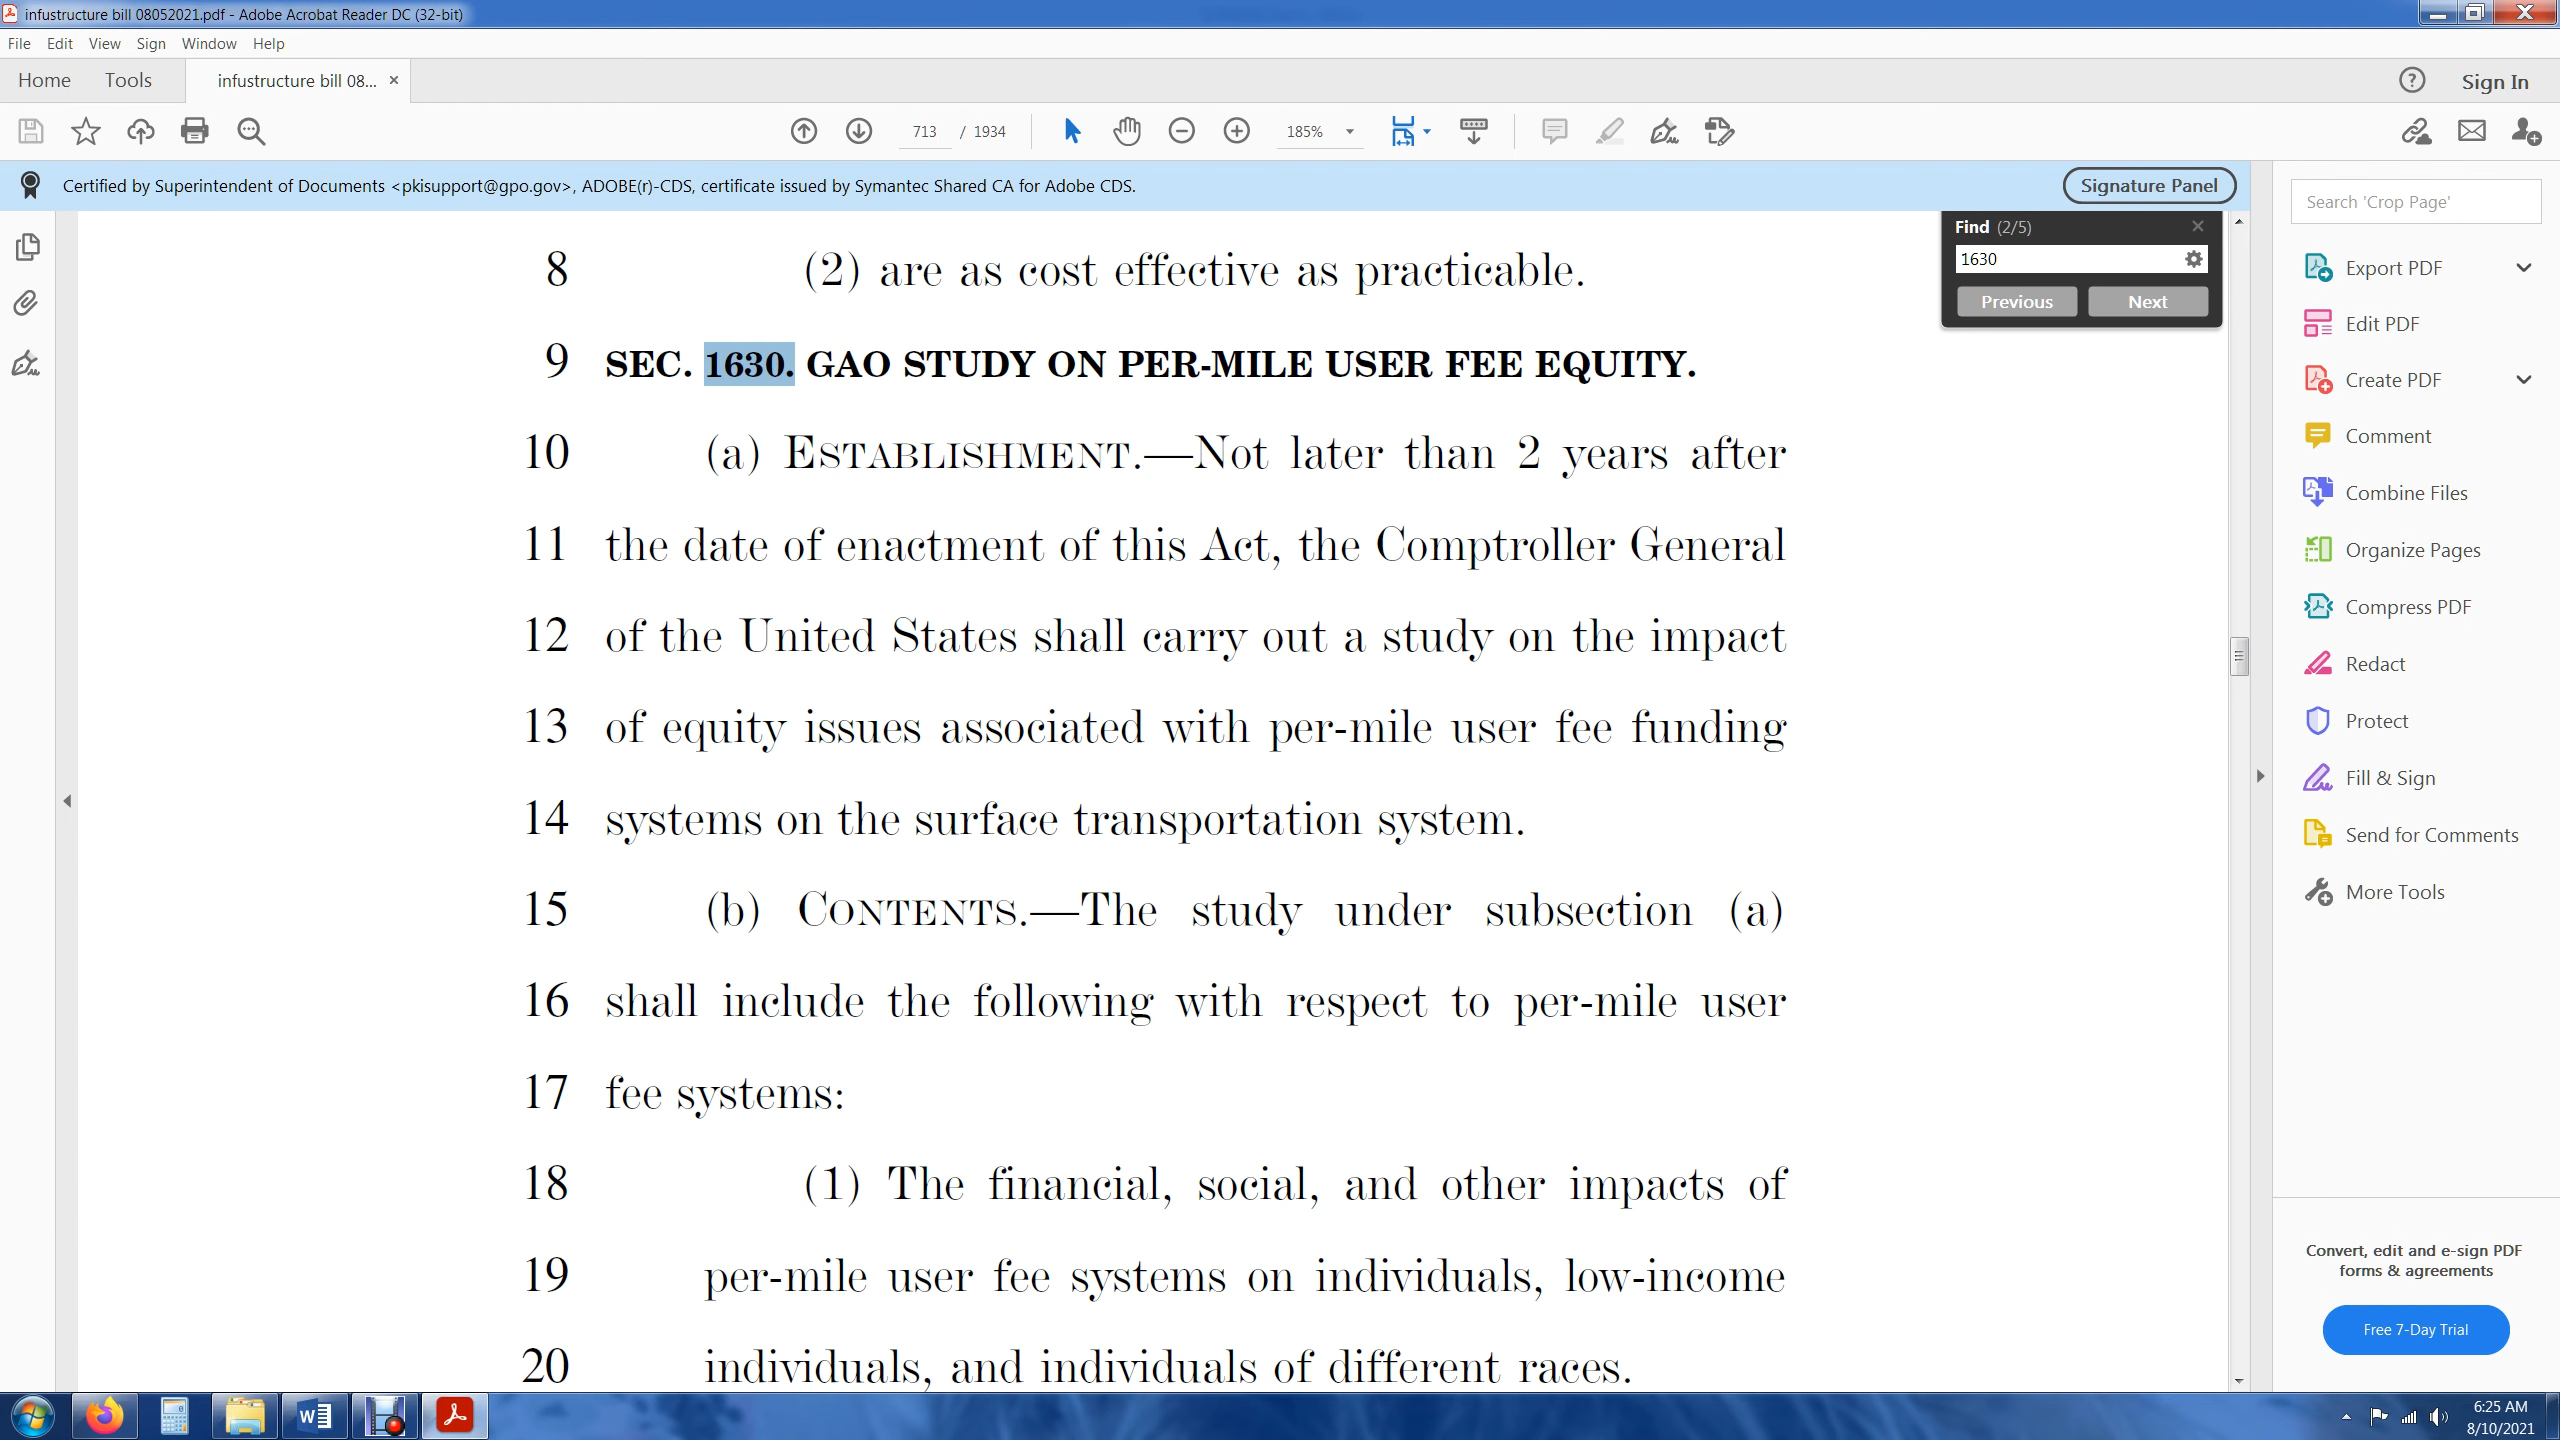 infustructure bill 08052021.pdf - Adobe Acrobat Reader DC (32-bit)
File Edit View Sign Window Help
Home Tools infustructure bill 08... × Sign In
713 / 1934 185%
Certified by Superintendent of Documents <pkisupport@gpo.gov>, ADOBE(r)-CDS, certificate issued by Symantec Shared CA for Adobe CDS.
Signature Panel
Find (2/5)
1630
Previous Next
8 (2) are as cost effective as practicable.
9 SEC. 1630. GAO STUDY ON PER-MILE USER FEE EQUITY.
10 (a) ESTABLISHMENT.—Not later than 2 years after
11 the date of enactment of this Act, the Comptroller General
12 of the United States shall carry out a study on the impact
13 of equity issues associated with per-mile user fee funding
14 systems on the surface transportation system.
15 (b) CONTENTS.—The study under subsection (a)
16 shall include the following with respect to per-mile user
17 fee systems:
18 (1) The financial, social, and other impacts of
19 per-mile user fee systems on individuals, low-income
20 individuals, and individuals of different races.
Search 'Crop Page'
Export PDF
Edit PDF
Create PDF
Comment
Combine Files
Organize Pages
Compress PDF
Redact
Protect
Fill & Sign
Send for Comments
More Tools
Convert, edit and e-sign PDF
forms & agreements
Free 7-Day Trial
6:25 AM
8/10/2021